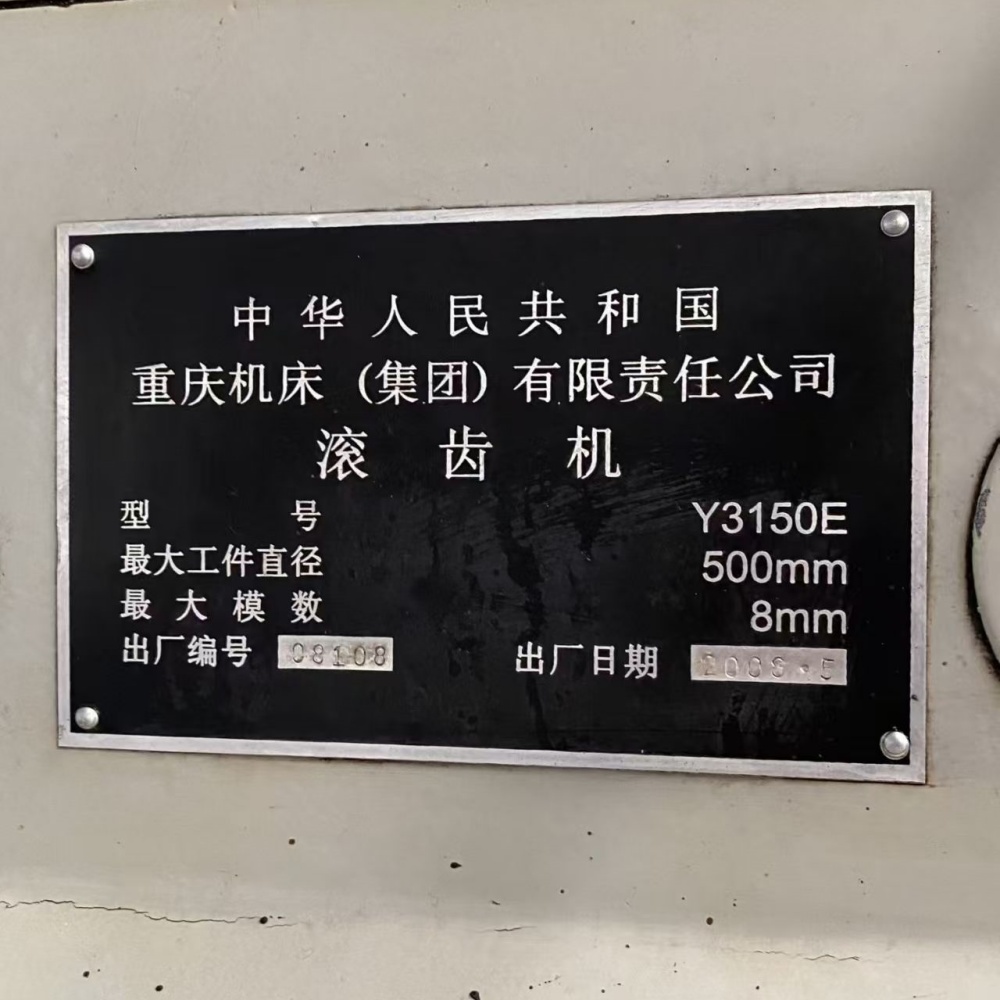 中华人民共和国
重庆机床（集团）有限责任公司
滚齿机
型号 Y3150E
最大工件直径 500mm
最大模数 8mm
出厂编号 08108 出厂日期